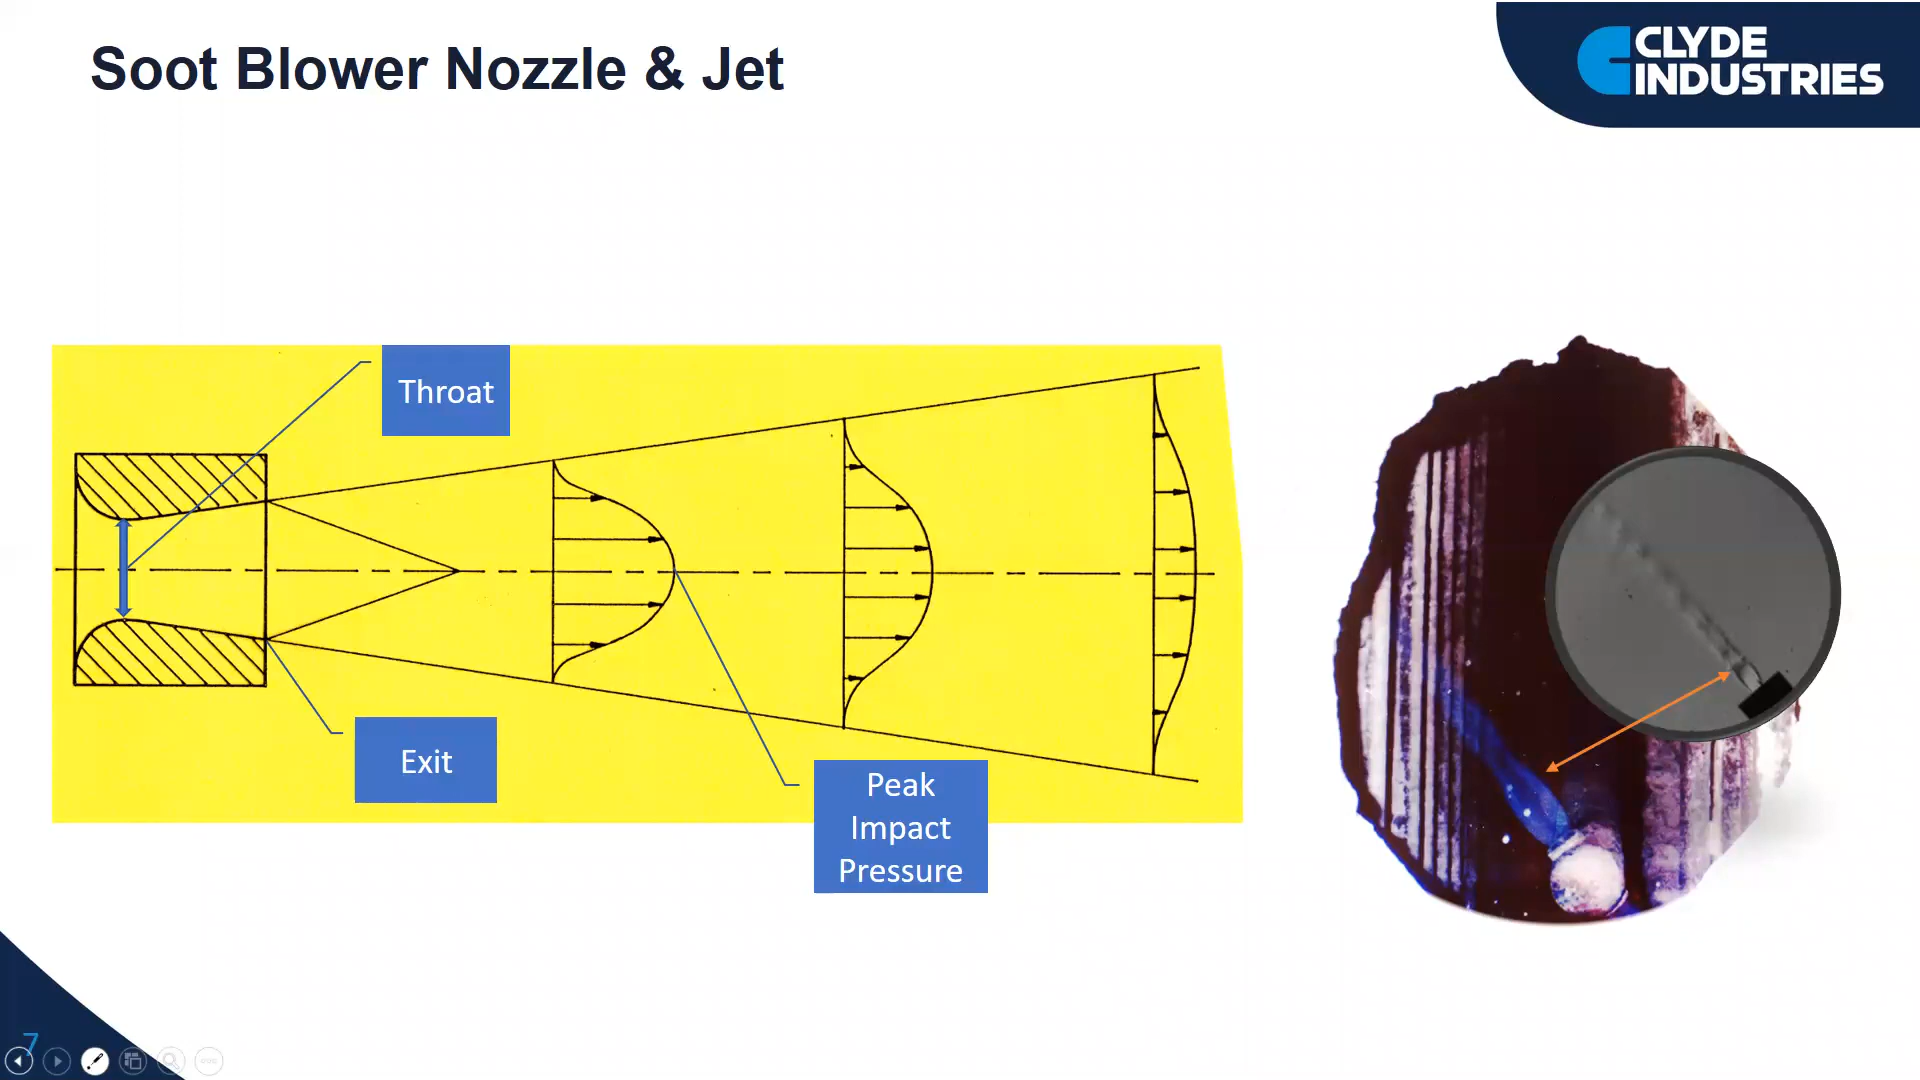 Soot Blower Nozzle & Jet
CLYDE
INDUSTRIES
Throat
Exit
Peak
Impact
Pressure
7